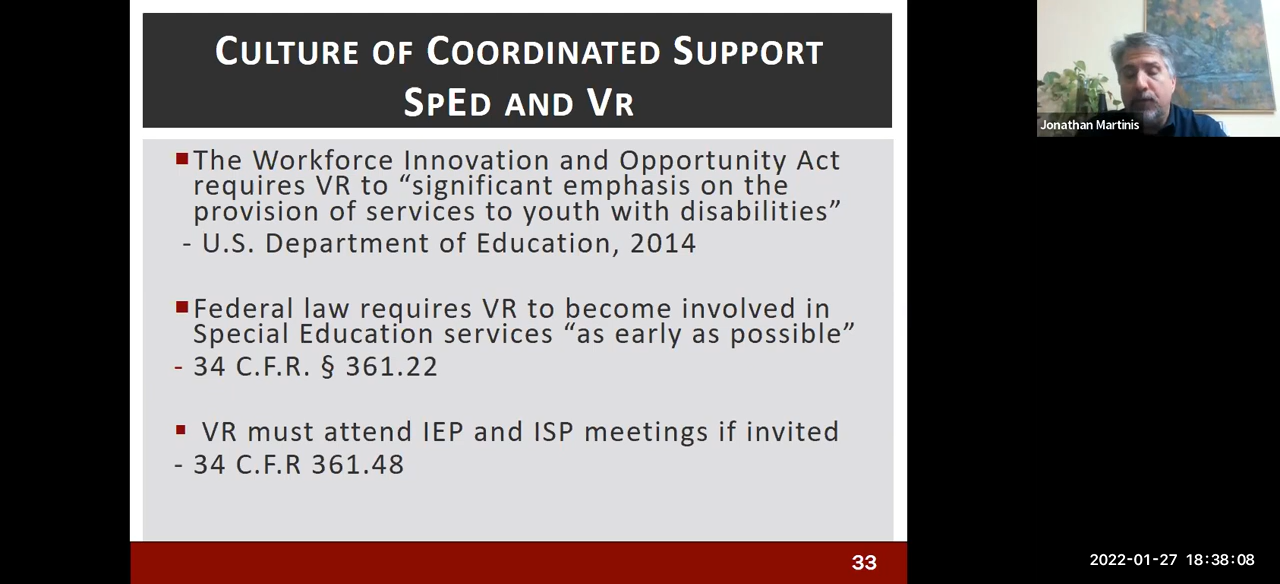 CULTURE OF COORDINATED SUPPORT
SPED AND VR
▪The Workforce Innovation and Opportunity Act
requires VR to “significant emphasis on the
provision of services to youth with disabilities”
- U.S. Department of Education, 2014
▪Federal law requires VR to become involved in
Special Education services “as early as possible”
- 34 C.F.R. § 361.22
▪ VR must attend IEP and ISP meetings if invited
- 34 C.F.R 361.48
33
Jonathan Martinis
2022-01-27 18:38:08